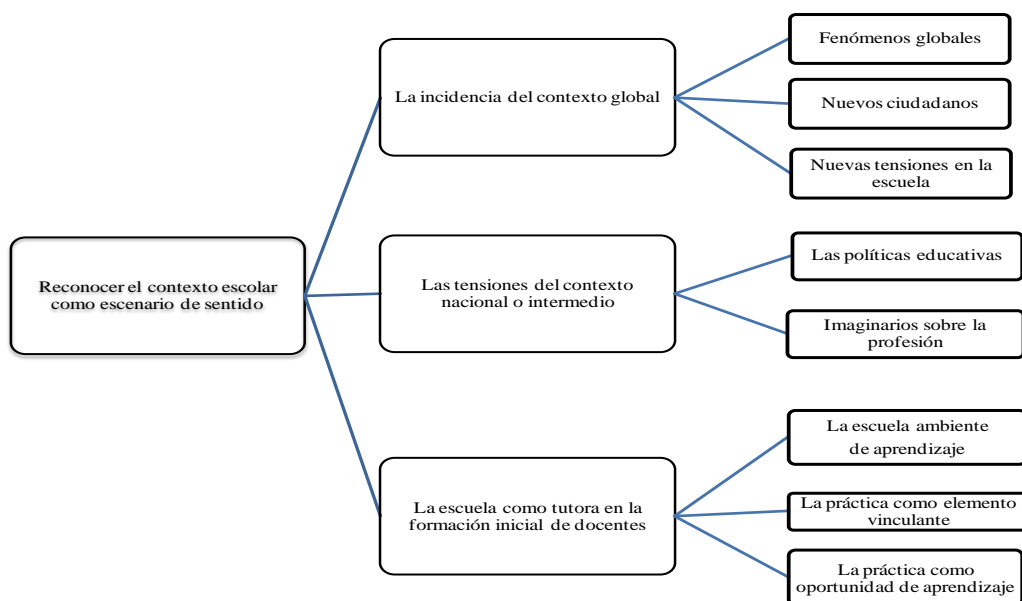 Reconocer el contexto escolar
como escenario de sentido
La incidencia del contexto global
Fenómenos globales
Nuevos ciudadanos
Nuevas tensiones en la
escuela
Las tensiones del contexto
nacional o intermedio
Las políticas educativas
Imaginarios sobre la
profesión
La escuela como tutora en la
formación inicial de docentes
La escuela ambiente
de aprendizaje
La práctica como elemento
vinculante
La práctica como
oportunidad de aprendizaje